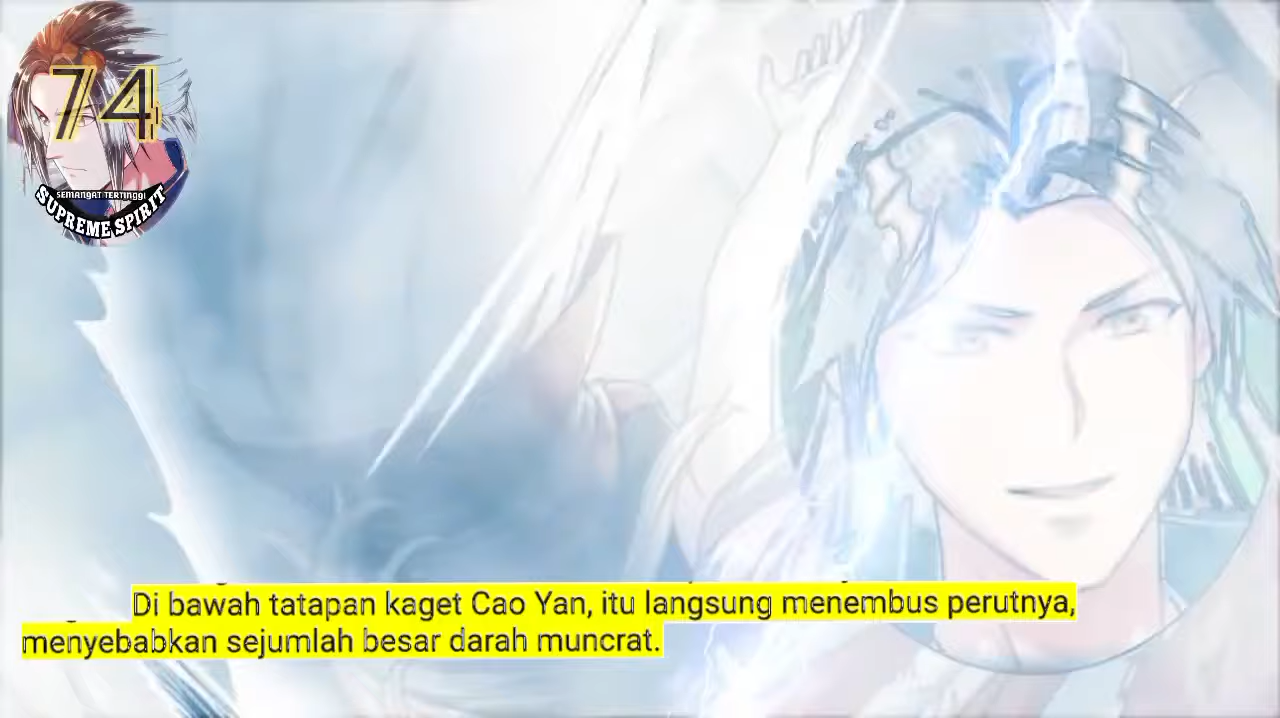 74
SEMANGAT TERTINGGI
SUPREME SPIRIT
Di bawah tatapan kaget Cao Yan, itu langsung menembus perutnya,
menyebabkan sejumlah besar darah muncrat.